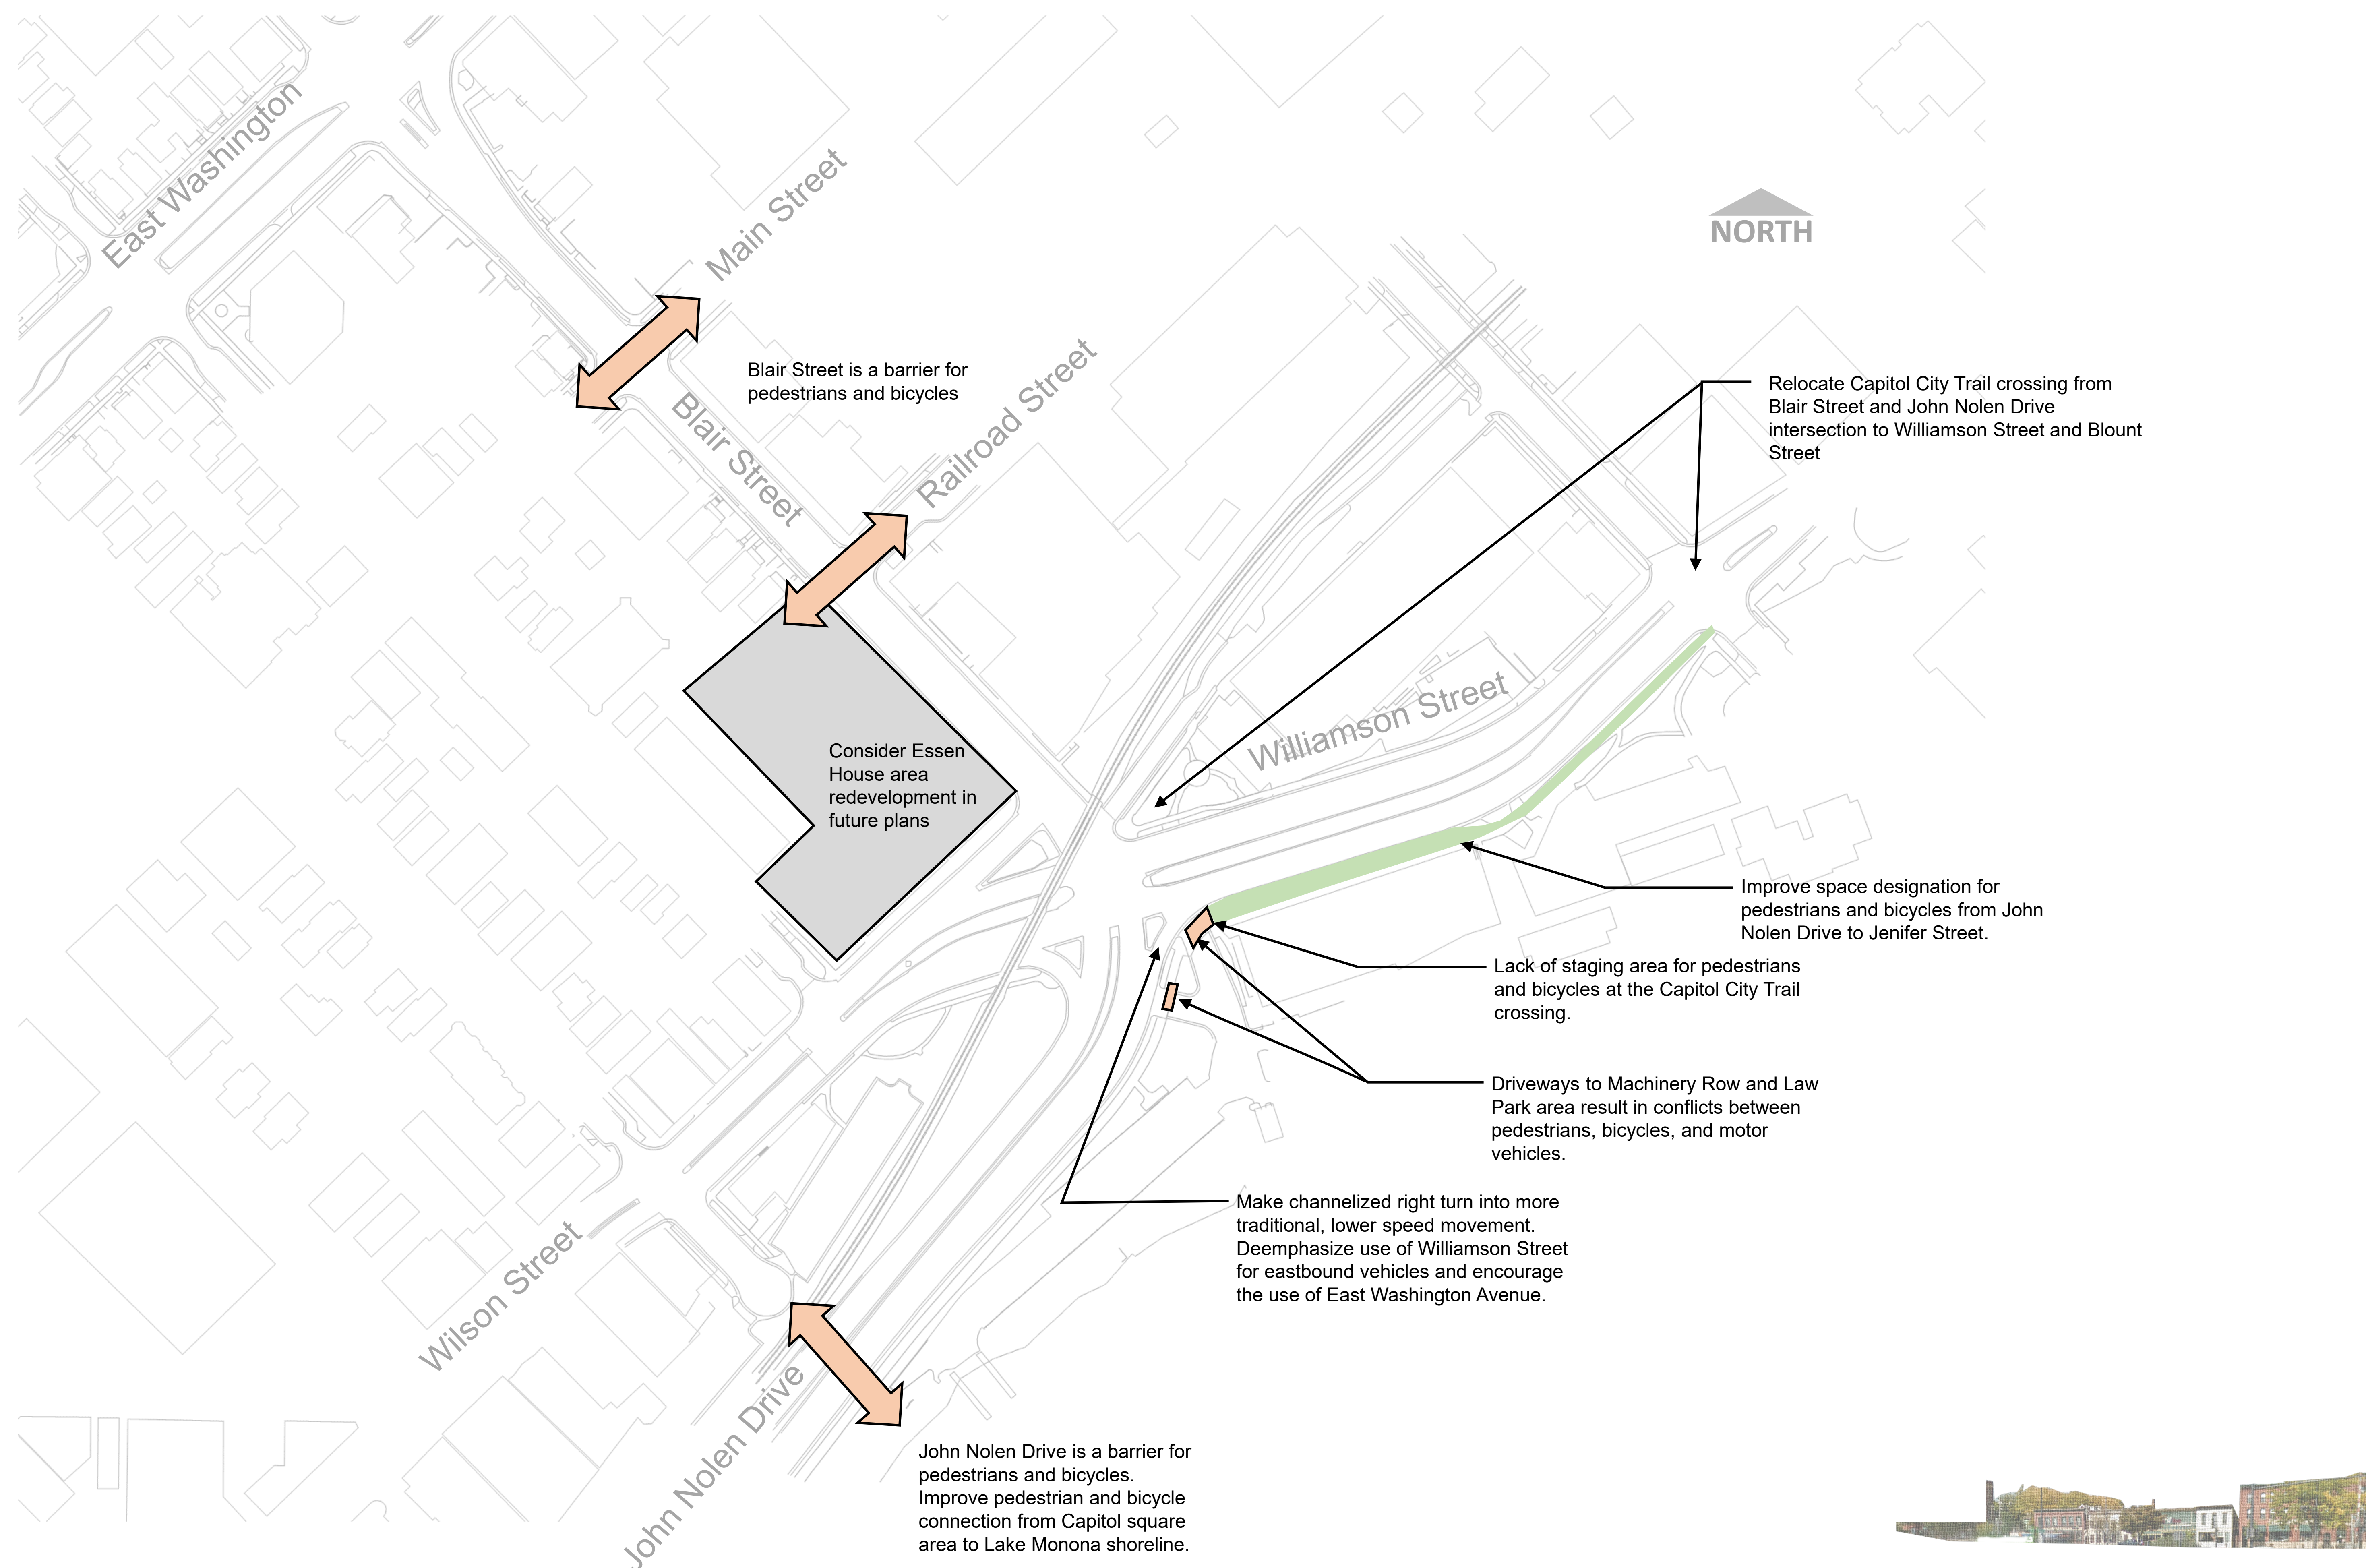 East Washington
Main Street
NORTH
Blair Street is a barrier for
pedestrians and bicycles
Blair Street
Railroad Street
Relocate Capitol City Trail crossing from
Blair Street and John Nolen Drive
intersection to Williamson Street and Blount
Street
Williamson Street
Consider Essen
House area
redevelopment in
future plans
Improve space designation for
pedestrians and bicycles from John
Nolen Drive to Jenifer Street.
Lack of staging area for pedestrians
and bicycles at the Capitol City Trail
crossing.
Driveways to Machinery Row and Law
Park area result in conflicts between
pedestrians, bicycles, and motor
vehicles.
Make channelized right turn into more
traditional, lower speed movement.
Deemphasize use of Williamson Street
for eastbound vehicles and encourage
the use of East Washington Avenue.
Wilson Street
John Nolen Drive
John Nolen Drive is a barrier for
pedestrians and bicycles.
Improve pedestrian and bicycle
connection from Capitol square
area to Lake Monona shoreline.